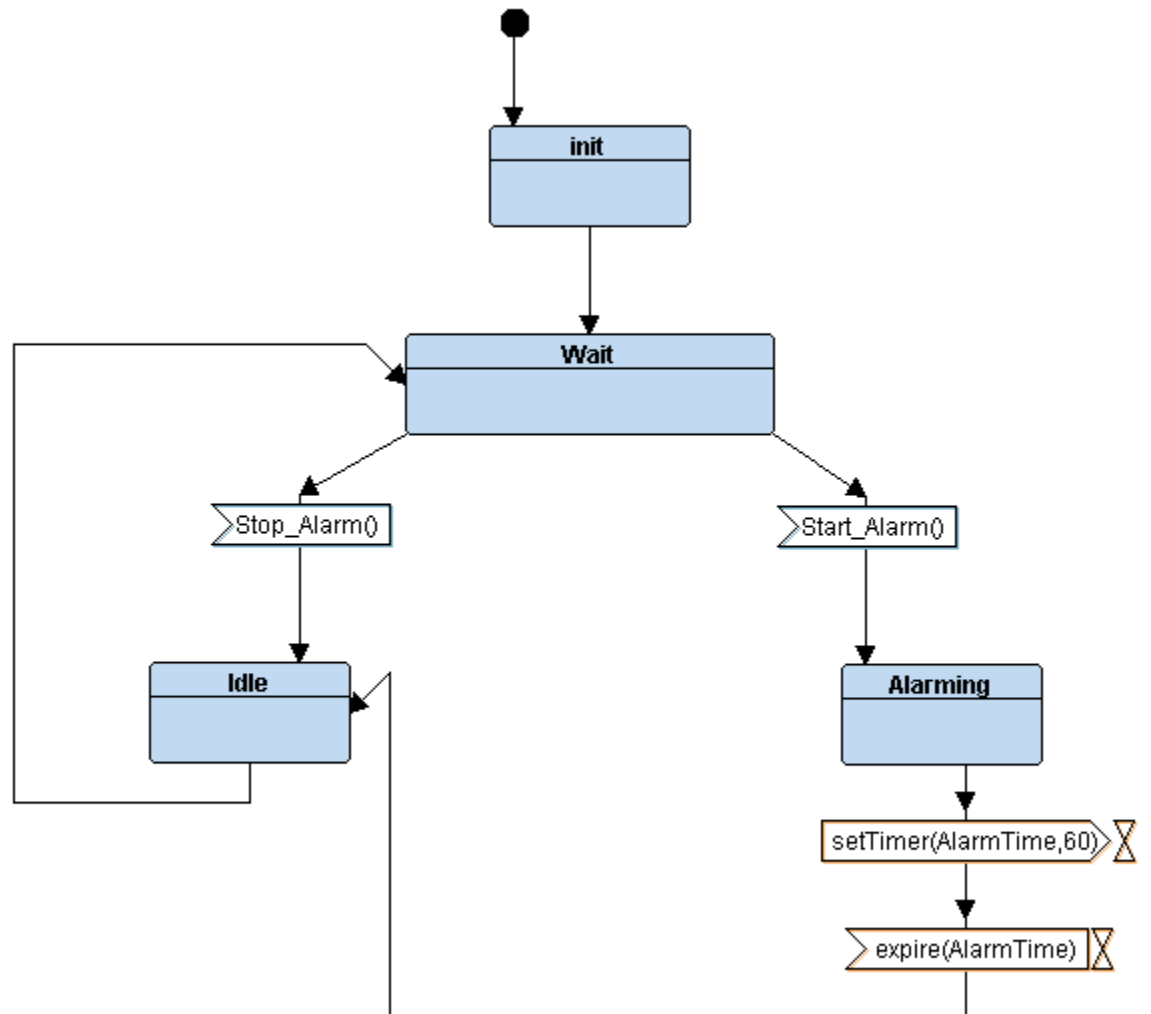 init
Wait
Stop_Alarm()
Start_Alarm()
Idle
Alarming
setTimer(AlarmTime,60)
expire(AlarmTime)